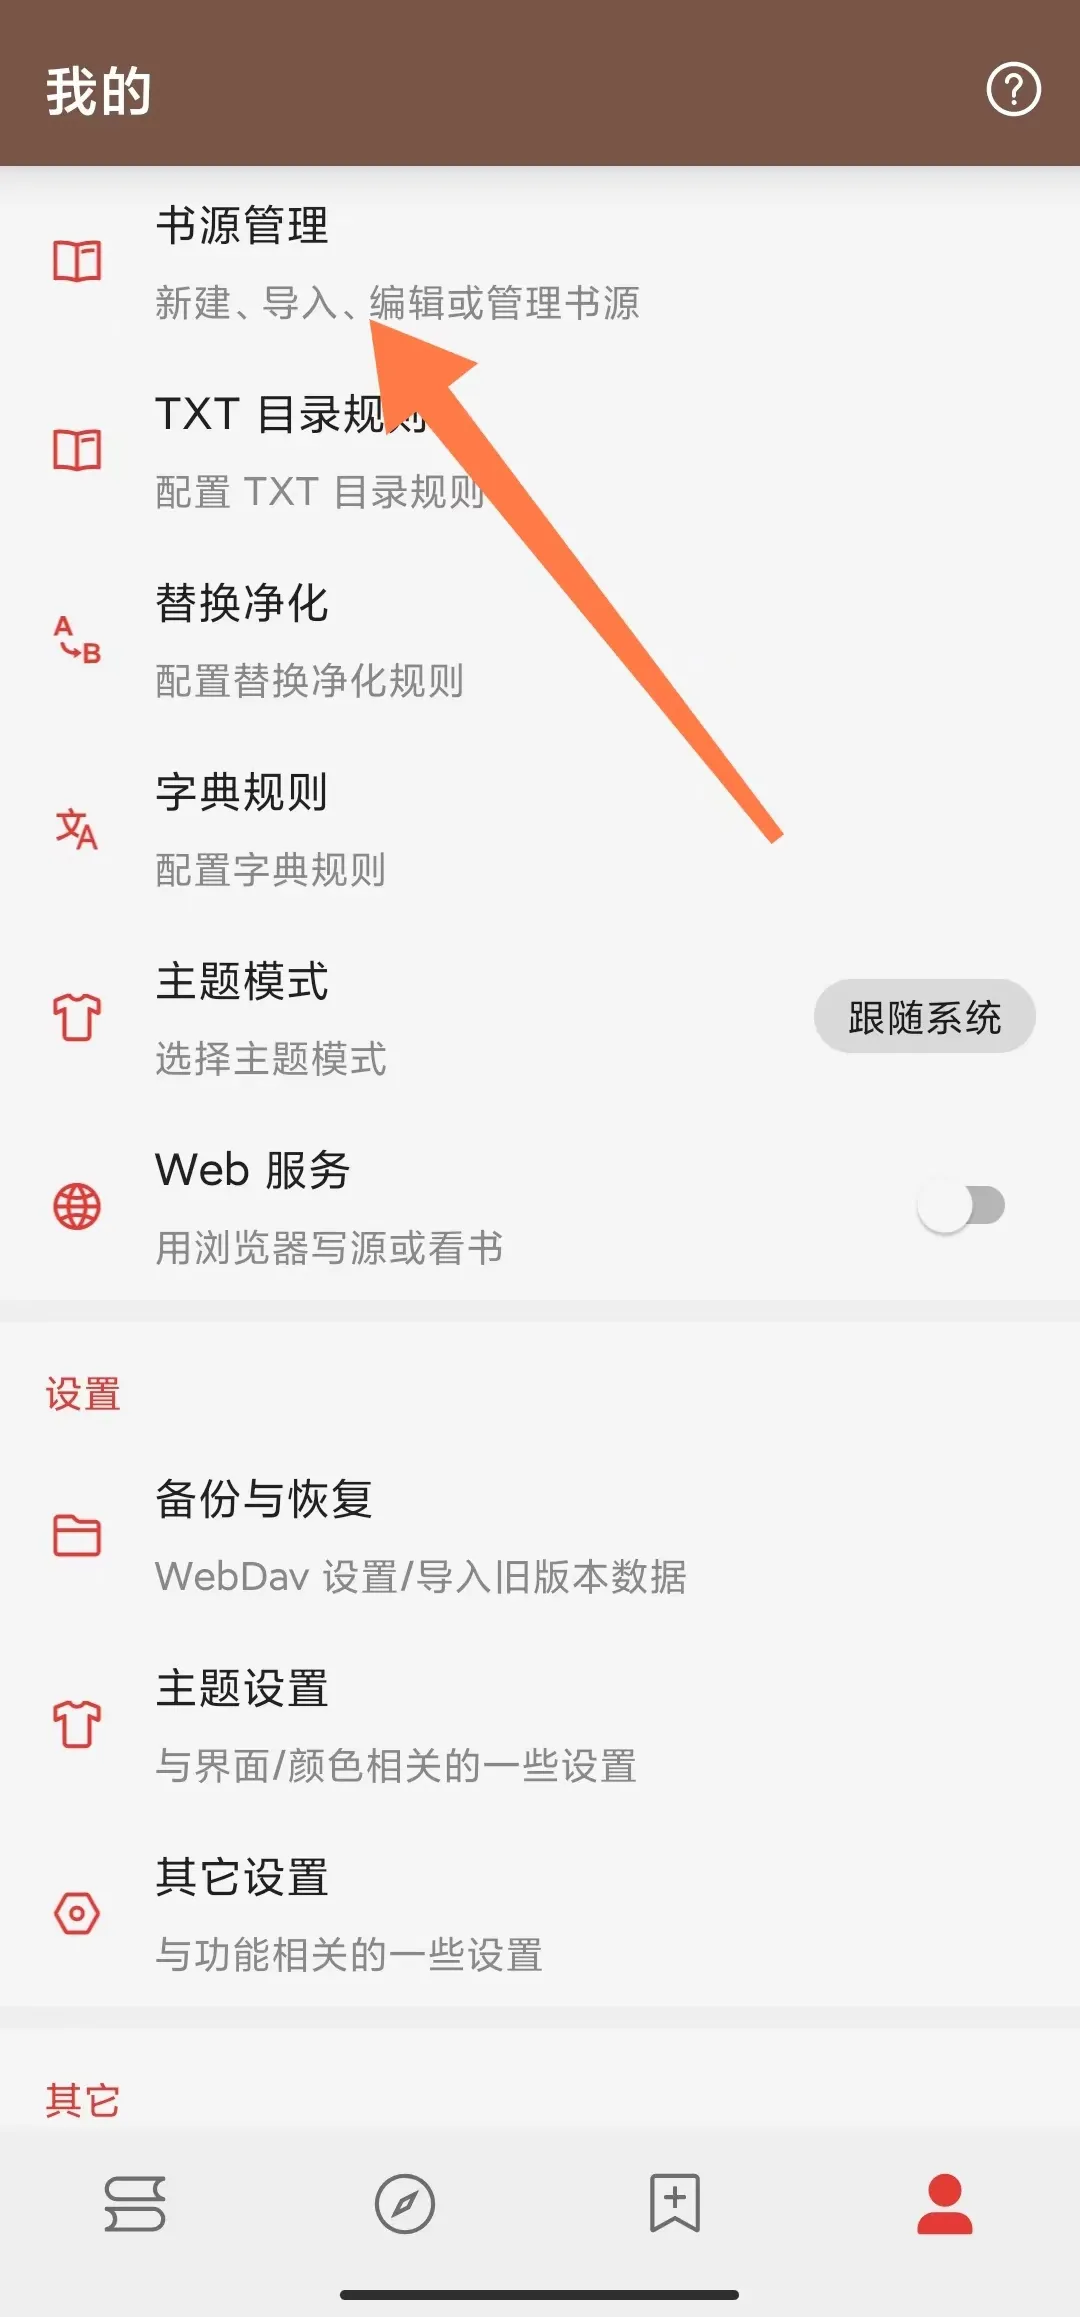 我的
书源管理
新建、导入、编辑或管理书源
TXT 目录规则
配置 TXT 目录规则
A
B
替换净化
配置替换净化规则
文A
字典规则
配置字典规则
主题模式
选择主题模式
跟随系统
Web 服务
用浏览器写源或看书
设置
备份与恢复
WebDav 设置/导入旧版本数据
主题设置
与界面/颜色相关的一些设置
其它设置
与功能相关的一些设置
其它